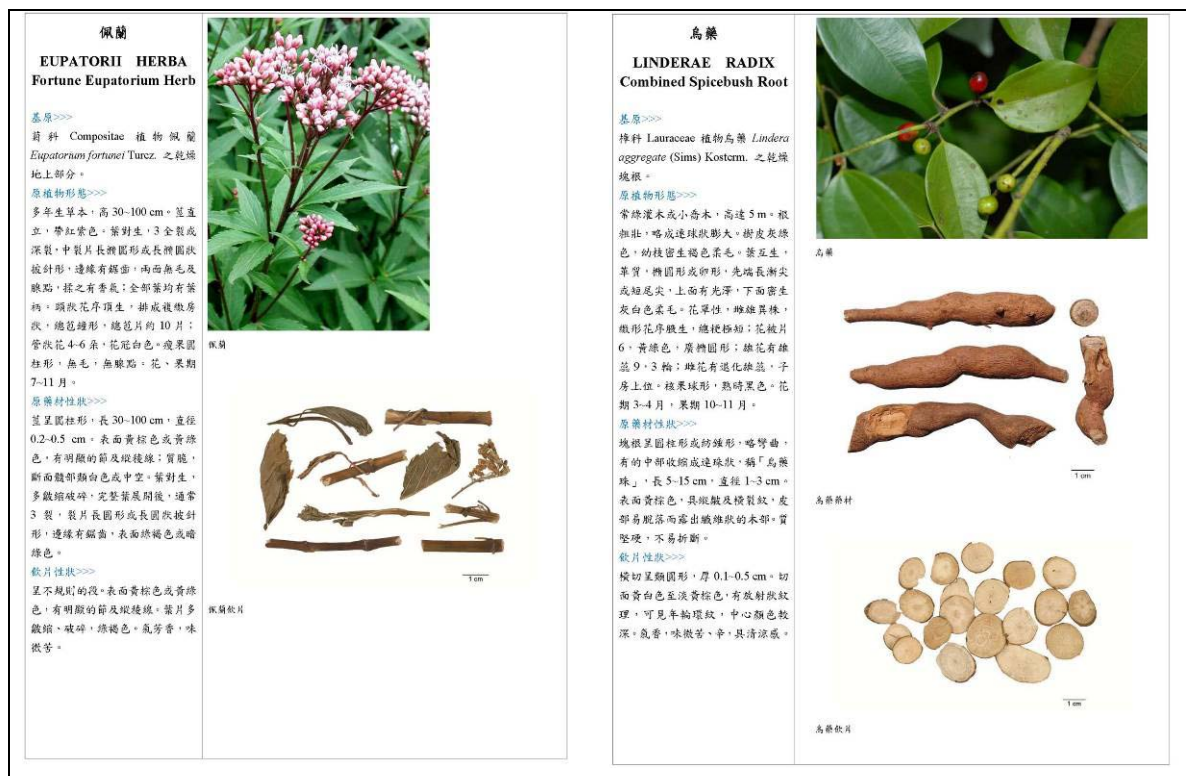 佩蘭
EUPATORII HERBA
Fortune Eupatorium Herb
基原>>>
菊科 Compositae 植物佩蘭
Eupatorium fortunei Turcz. 之乾燥
地上部分。
原植物形態>>>
多年生草本，高 30~100 cm。莖直
立，帶紅紫色。葉對生，3 全裂或
深裂，中裂片長橢圓形或長橢圓狀
披針形，邊緣有鋸齒，兩面無毛及
腺點，揉之有香氣；全部葉均有葉
柄；頭狀花序頂生，排成複繖房
狀，總苞鐘形，總苞片約 10 片；
管狀花 4~6 朵，花冠白色。瘦果圓
柱形，無毛，無腺點。花、果期
7~11 月。
原藥材性狀>>>
莖呈圓柱形，長 30~100 cm，直徑
0.2~0.5 cm。表面黃棕色或黃綠
色，有明顯的節及縱稜線；質脆，
斷面髓部類白色或中空。葉對生，
多皺縮破碎，完整葉展開後，通常
3 裂，裂片長圓形或長圓狀披針
形，邊緣有鋸齒，表面綠褐色或暗
綠色。
飲片性狀>>>
呈不規則的段。表面黃棕色或黃綠
色，有明顯的節及縱稜線。葉片多
皺縮、破碎，綠褐色。氣芳香，味
微苦。
佩蘭
1 cm
佩蘭飲片
烏藥
LINDERAE RADIX
Combined Spicebush Root
基原>>>
樟科 Lauraceae 植物烏藥 Lindera
aggregate (Sims) Kosterm. 之乾燥
塊根。
原植物形態>>>
常綠灌木或小喬木，高達 5 m。根
粗壯，略成連球狀膨大。樹皮灰綠
色，幼枝密生褐色柔毛。葉互生，
革質，橢圓形或卵形，先端長漸尖
或短尾尖，上面有光澤，下面密生
灰白色柔毛。花單性，雌雄異株，
繖形花序腋生，總梗極短；花被片
6，黃綠色，廣橢圓形；雄花有雄
蕊 9，3 輪；雌花有退化雄蕊，子
房上位。核果球形，熟時黑色。花
期 3~4 月，果期 10~11 月。
原藥材性狀>>>
塊根呈圓柱形或紡錘形，略彎曲，
有的中部收縮成連珠狀，稱「烏藥
珠」，長 5~15 cm，直徑 1~3 cm。
表面黃棕色，具縱皺及橫裂紋，皮
部易脫落而露出纖維狀的木部。質
堅硬，不易折斷。
飲片性狀>>>
橫切呈類圓形，厚 0.1~0.5 cm。切
面黃白色至淡黃棕色，有放射狀紋
理，可見年輪環紋，中心顏色較
深。氣香，味微苦、辛，具清涼感。
烏藥
1 cm
烏藥藥材
1 cm
烏藥飲片